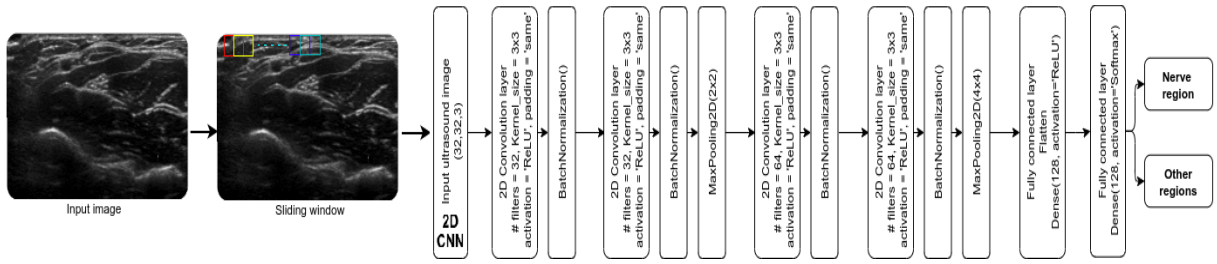 Input image
Sliding window
2D
CNN
Input ultrasound image
(32,32,3)
2D Convolution layer
# filters = 32, Kernel_size = 3x3
activation = 'ReLU', padding = 'same'
BatchNormalization()
2D Convolution layer
# filters = 32, Kernel_size = 3x3
activation = 'ReLU', padding = 'same'
BatchNormalization()
MaxPooling2D(2x2)
2D Convolution layer
# filters = 64, Kernel_size = 3x3
activation = 'ReLU', padding = 'same'
BatchNormalization()
2D Convolution layer
# filters = 64, Kernel_size = 3x3
activation = 'ReLU', padding = 'same'
BatchNormalization()
MaxPooling2D(4x4)
Fully connected layer
Flatten
Dense(128, activation='ReLU')
Fully connected layer
Dense(128, activation='Softmax')
Nerve
region
Other
regions